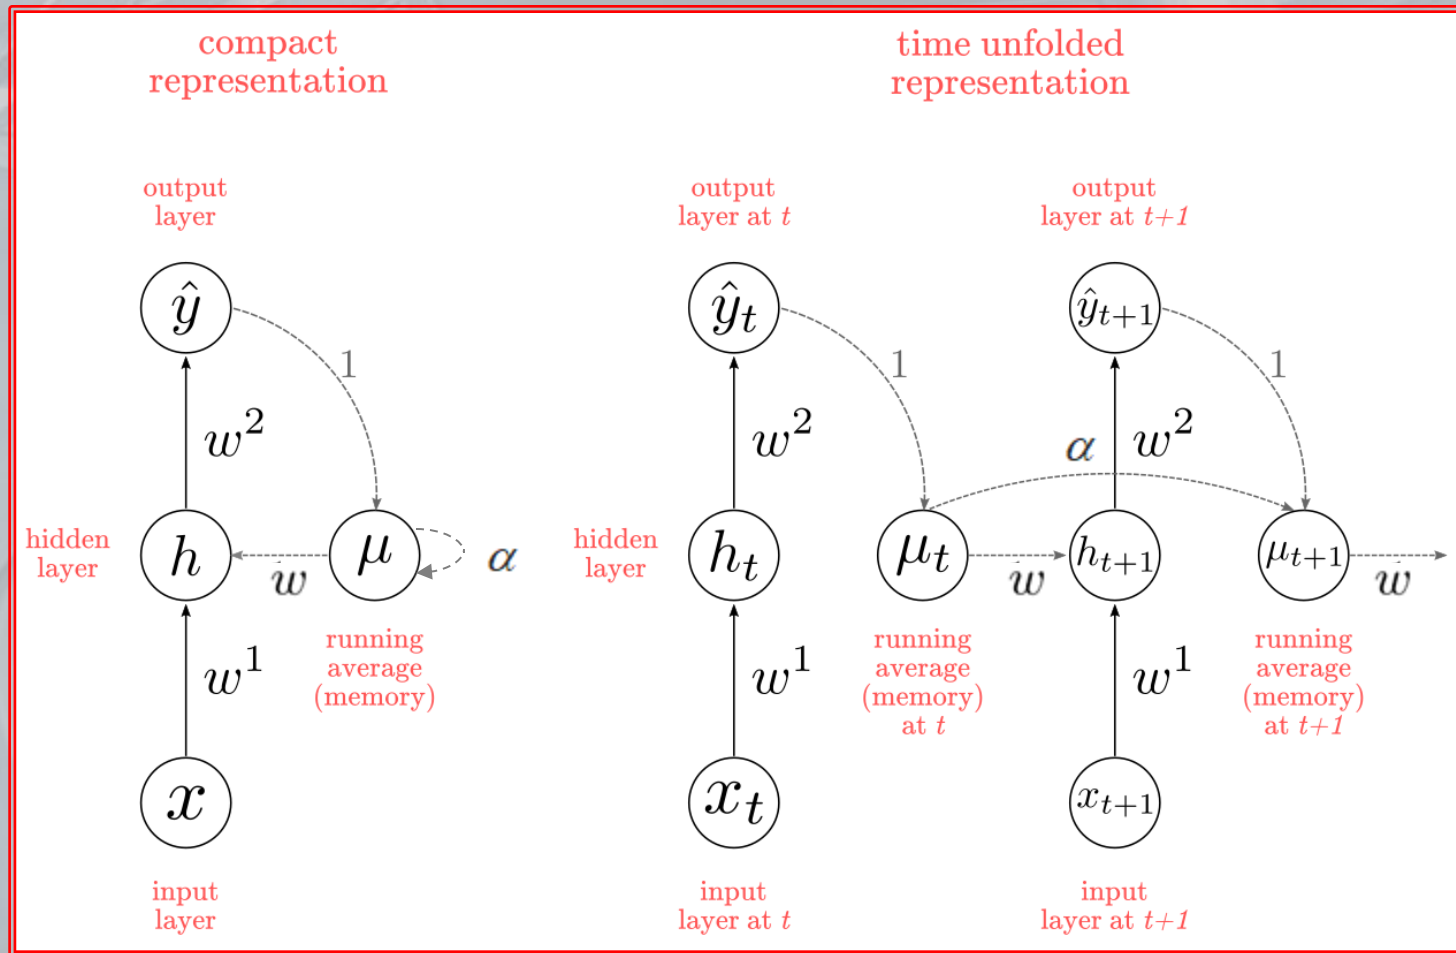 compact
representation
time unfolded
representation
output
layer
output
layer at t
output
layer at t+1
ŷ
ŷₜ
ŷₜ₊₁
1
1
1
w²
w²
α
w²
hidden
layer
h
μ
α
w
hidden
layer
hₜ
μₜ
w
hₜ₊₁
μₜ₊₁
w
running
average
(memory)
running
average
(memory)
at t
running
average
(memory)
at t+1
w¹
w¹
w¹
x
xₜ
xₜ₊₁
input
layer
input
layer at t
input
layer at t+1